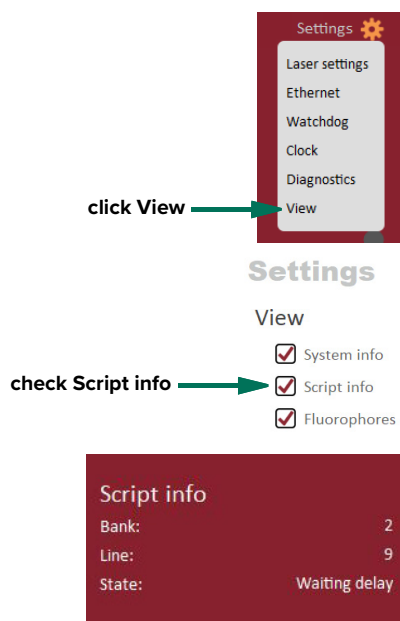 Settings
Laser settings
Ethernet
Watchdog
Clock
Diagnostics
click View
View
Settings
View
System info
check Script info
Script info
Fluorophores
Script info
Bank: 2
Line: 9
State: Waiting delay